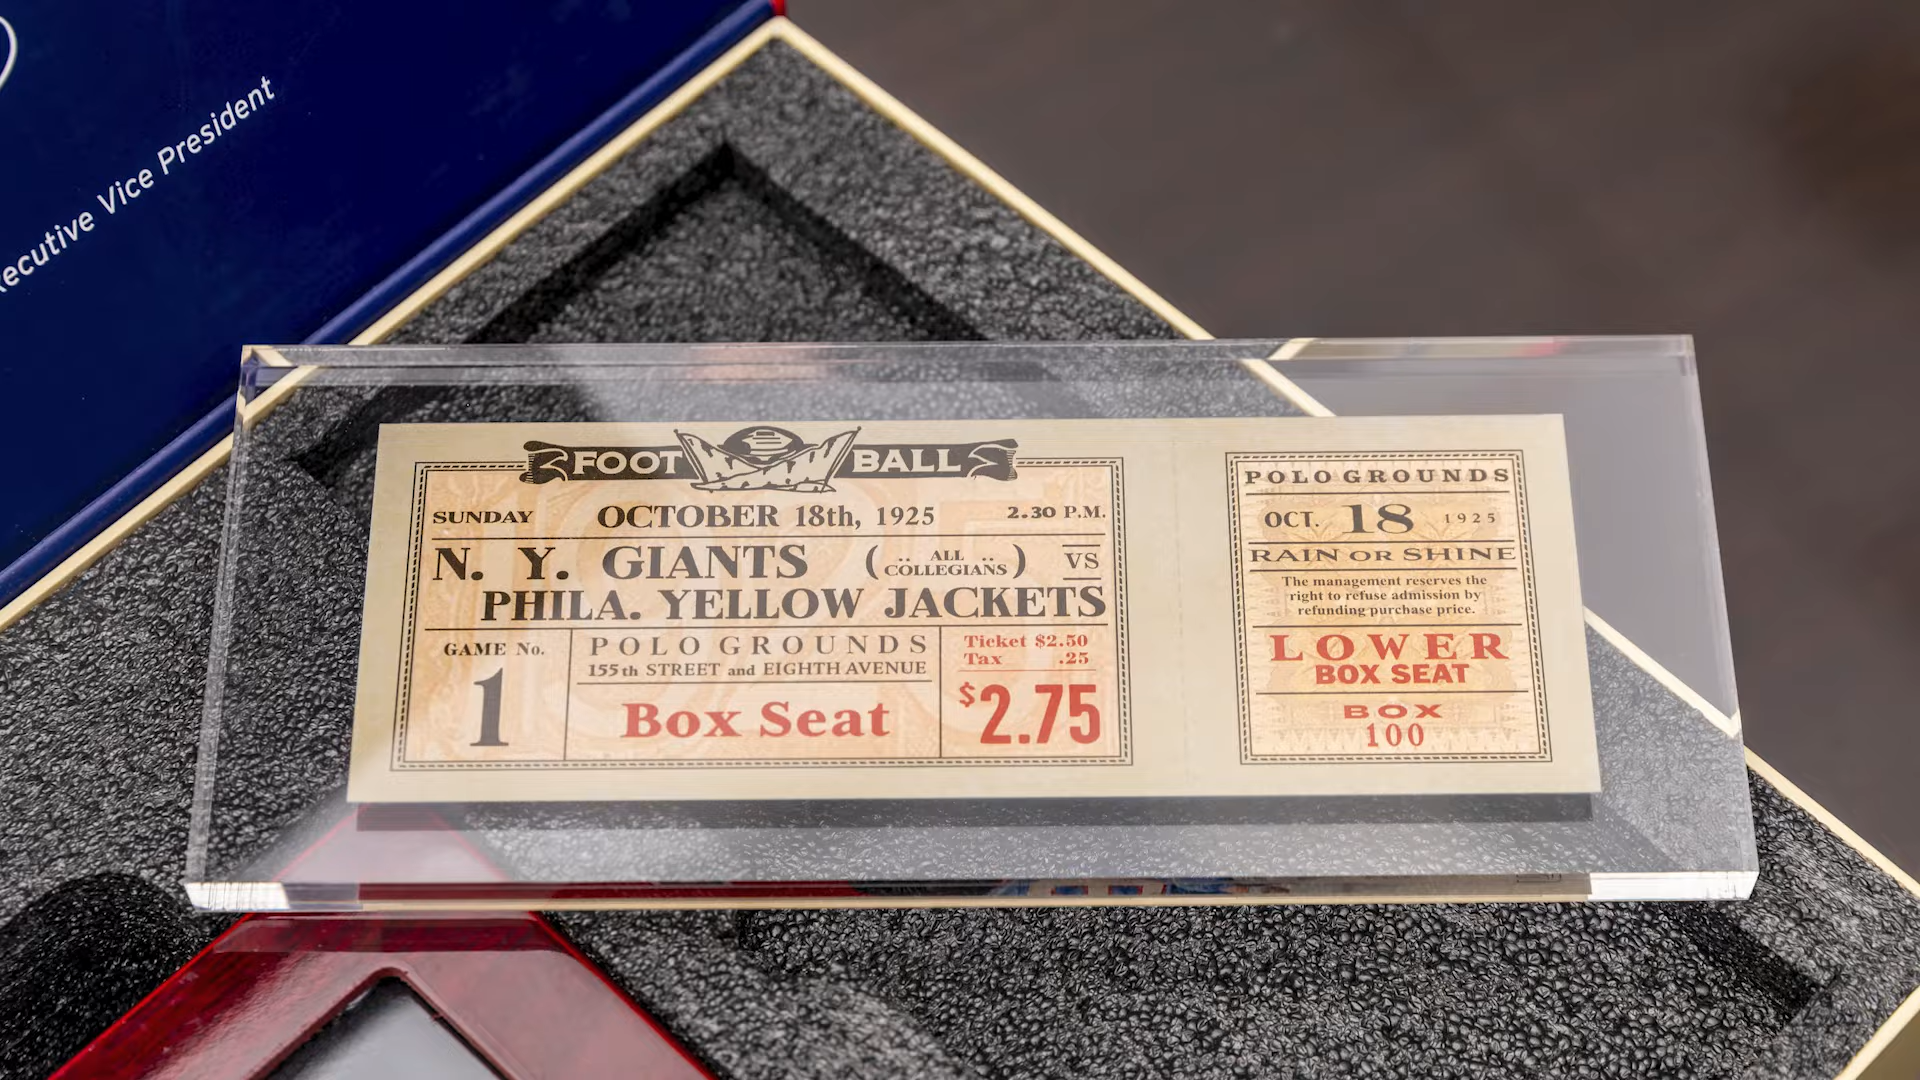 Executive Vice President
FOOT BALL
SUNDAY OCTOBER 18th, 1925 2.30 P.M.
N. Y. GIANTS (.. ALL .. COLLEGIANS) VS
PHILA. YELLOW JACKETS
GAME No.
1
POLO GROUNDS
155th STREET and EIGHTH AVENUE
Box Seat
Ticket $2.50
Tax .25
$2.75
POLO GROUNDS
OCT. 18 1925
RAIN OR SHINE
The management reserves the
right to refuse admission by
refunding purchase price.
LOWER
BOX SEAT
BOX
100